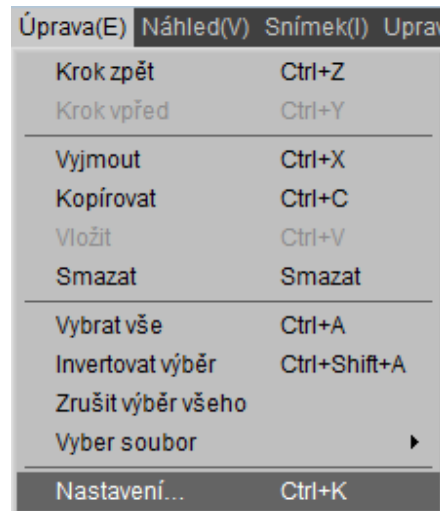 Úprava(E) Náhled(V) Snímek(I)
Krok zpět Ctrl+Z
Krok vpřed Ctrl+Y
Vyjmout Ctrl+X
Kopírovat Ctrl+C
Vložit Ctrl+V
Smazat Smazat
Vybrat vše Ctrl+A
Invertovat výběr Ctrl+Shift+A
Zrušit výběr všeho
Vyber soubor
Nastavení... Ctrl+K